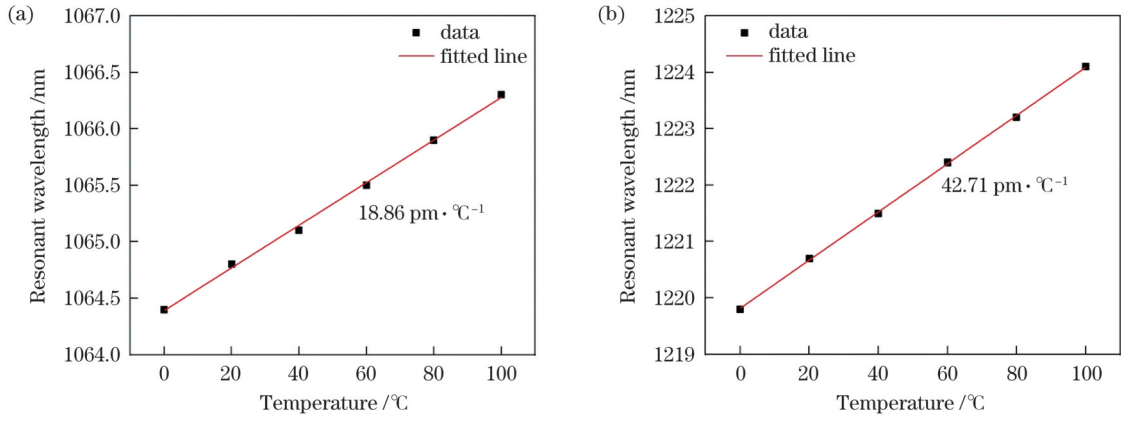 (a)
1067.0
1066.5
1066.0
1065.5
1065.0
1064.5
1064.0
Resonant wavelength /nm
data
fitted line
18.86 pm·℃⁻¹
0 20 40 60 80 100
Temperature /℃
(b)
1225
1224
1223
1222
1221
1220
1219
Resonant wavelength /nm
data
fitted line
42.71 pm·℃⁻¹
0 20 40 60 80 100
Temperature /℃